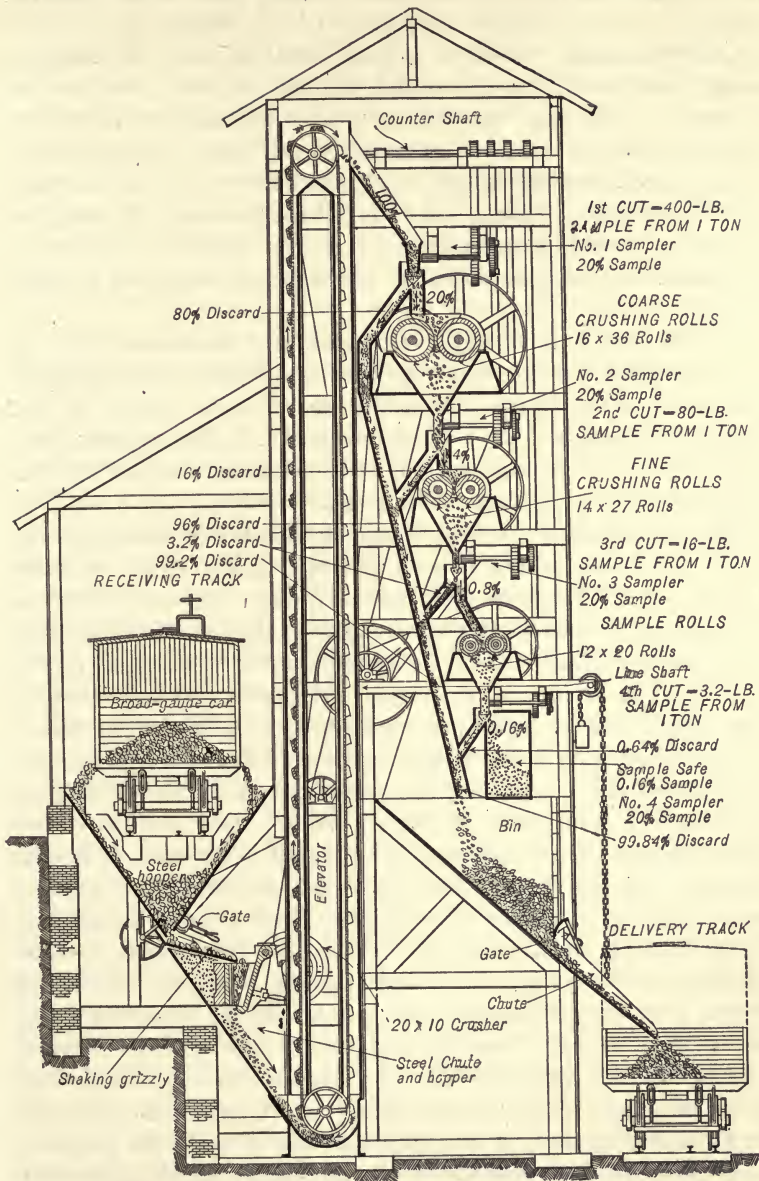 Counter Shaft
100%
1st CUT=400-LB.
SAMPLE FROM 1 TON
No. 1 Sampler
20% Sample
80% Discard
20%
COARSE
CRUSHING ROLLS
16 x 36 Rolls
No. 2 Sampler
20% Sample
2nd CUT=80-LB.
SAMPLE FROM 1 TON
16% Discard
4%
FINE
CRUSHING ROLLS
14 x 27 Rolls
96% Discard
3.2% Discard
99.2% Discard
3rd CUT=16-LB.
SAMPLE FROM 1 TON
No. 3 Sampler
20% Sample
0.8%
RECEIVING TRACK
SAMPLE ROLLS
12 x 20 Rolls
Line Shaft
4th CUT=3.2-LB.
SAMPLE FROM
1 TON
Broad-gauge car
0.16%
0.64% Discard
Sample Safe
0.16% Sample
No. 4 Sampler
20% Sample
99.84% Discard
Bin
Steel
hopper
Elevator
Gate
Gate
DELIVERY TRACK
Chute
20 x 10 Crusher
Shaking grizzly
Steel Chute
and hopper